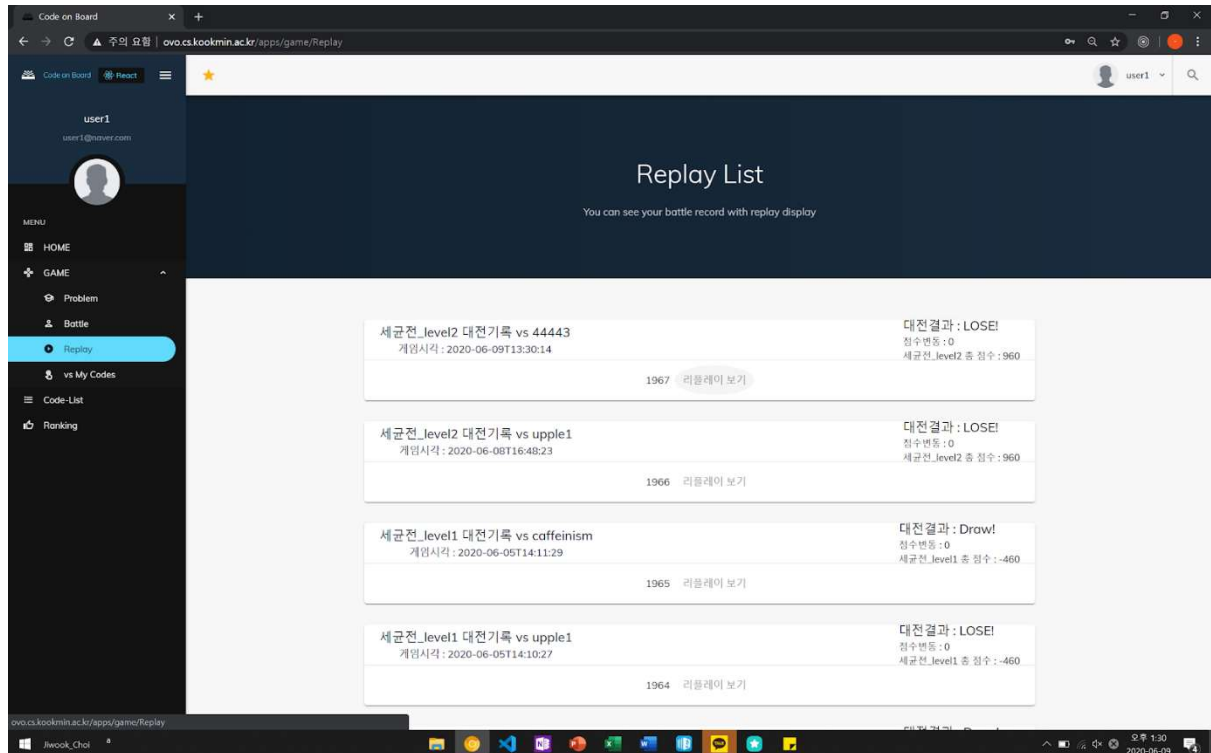 Code on Board
주의 요함 | ovo.cs.kookmin.ac.kr/apps/game/Replay
Code on Board React
user1
user1
user1@naver.com
MENU
HOME
GAME
Problem
Battle
Replay
vs My Codes
Code-List
Ranking
Replay List
You can see your battle record with replay display
세균전_level2 대전기록 vs 44443
게임시각 : 2020-06-09T13:30:14
대전결과 : LOSE!
점수변동 : 0
세균전_level2 총 점수 : 960
1967 리플레이 보기
세균전_level2 대전기록 vs upple1
게임시각 : 2020-06-08T16:48:23
대전결과 : LOSE!
점수변동 : 0
세균전_level2 총 점수 : 960
1966 리플레이 보기
세균전_level1 대전기록 vs caffeinism
게임시각 : 2020-06-05T14:11:29
대전결과 : Draw!
점수변동 : 0
세균전_level1 총 점수 : -460
1965 리플레이 보기
세균전_level1 대전기록 vs upple1
게임시각 : 2020-06-05T14:10:27
대전결과 : LOSE!
점수변동 : 0
세균전_level1 총 점수 : -460
1964 리플레이 보기
ovo.cs.kookmin.ac.kr/apps/game/Replay
Jiwook_Choi
오후 1:30
2020-06-09